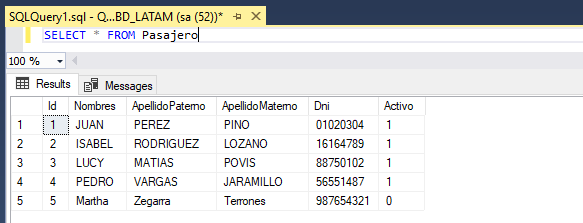 SQLQuery1.sql - Q...BD_LATAM (sa (52))*
SELECT * FROM Pasajero
100 %
Results Messages
Id Nombres ApellidoPaterno ApellidoMaterno Dni Activo
1 1 JUAN PEREZ PINO 01020304 1
2 2 ISABEL RODRIGUEZ LOZANO 16164789 1
3 3 LUCY MATIAS POVIS 88750102 1
4 4 PEDRO VARGAS JARAMILLO 56551487 1
5 5 Martha Zegarra Terrones 987654321 0